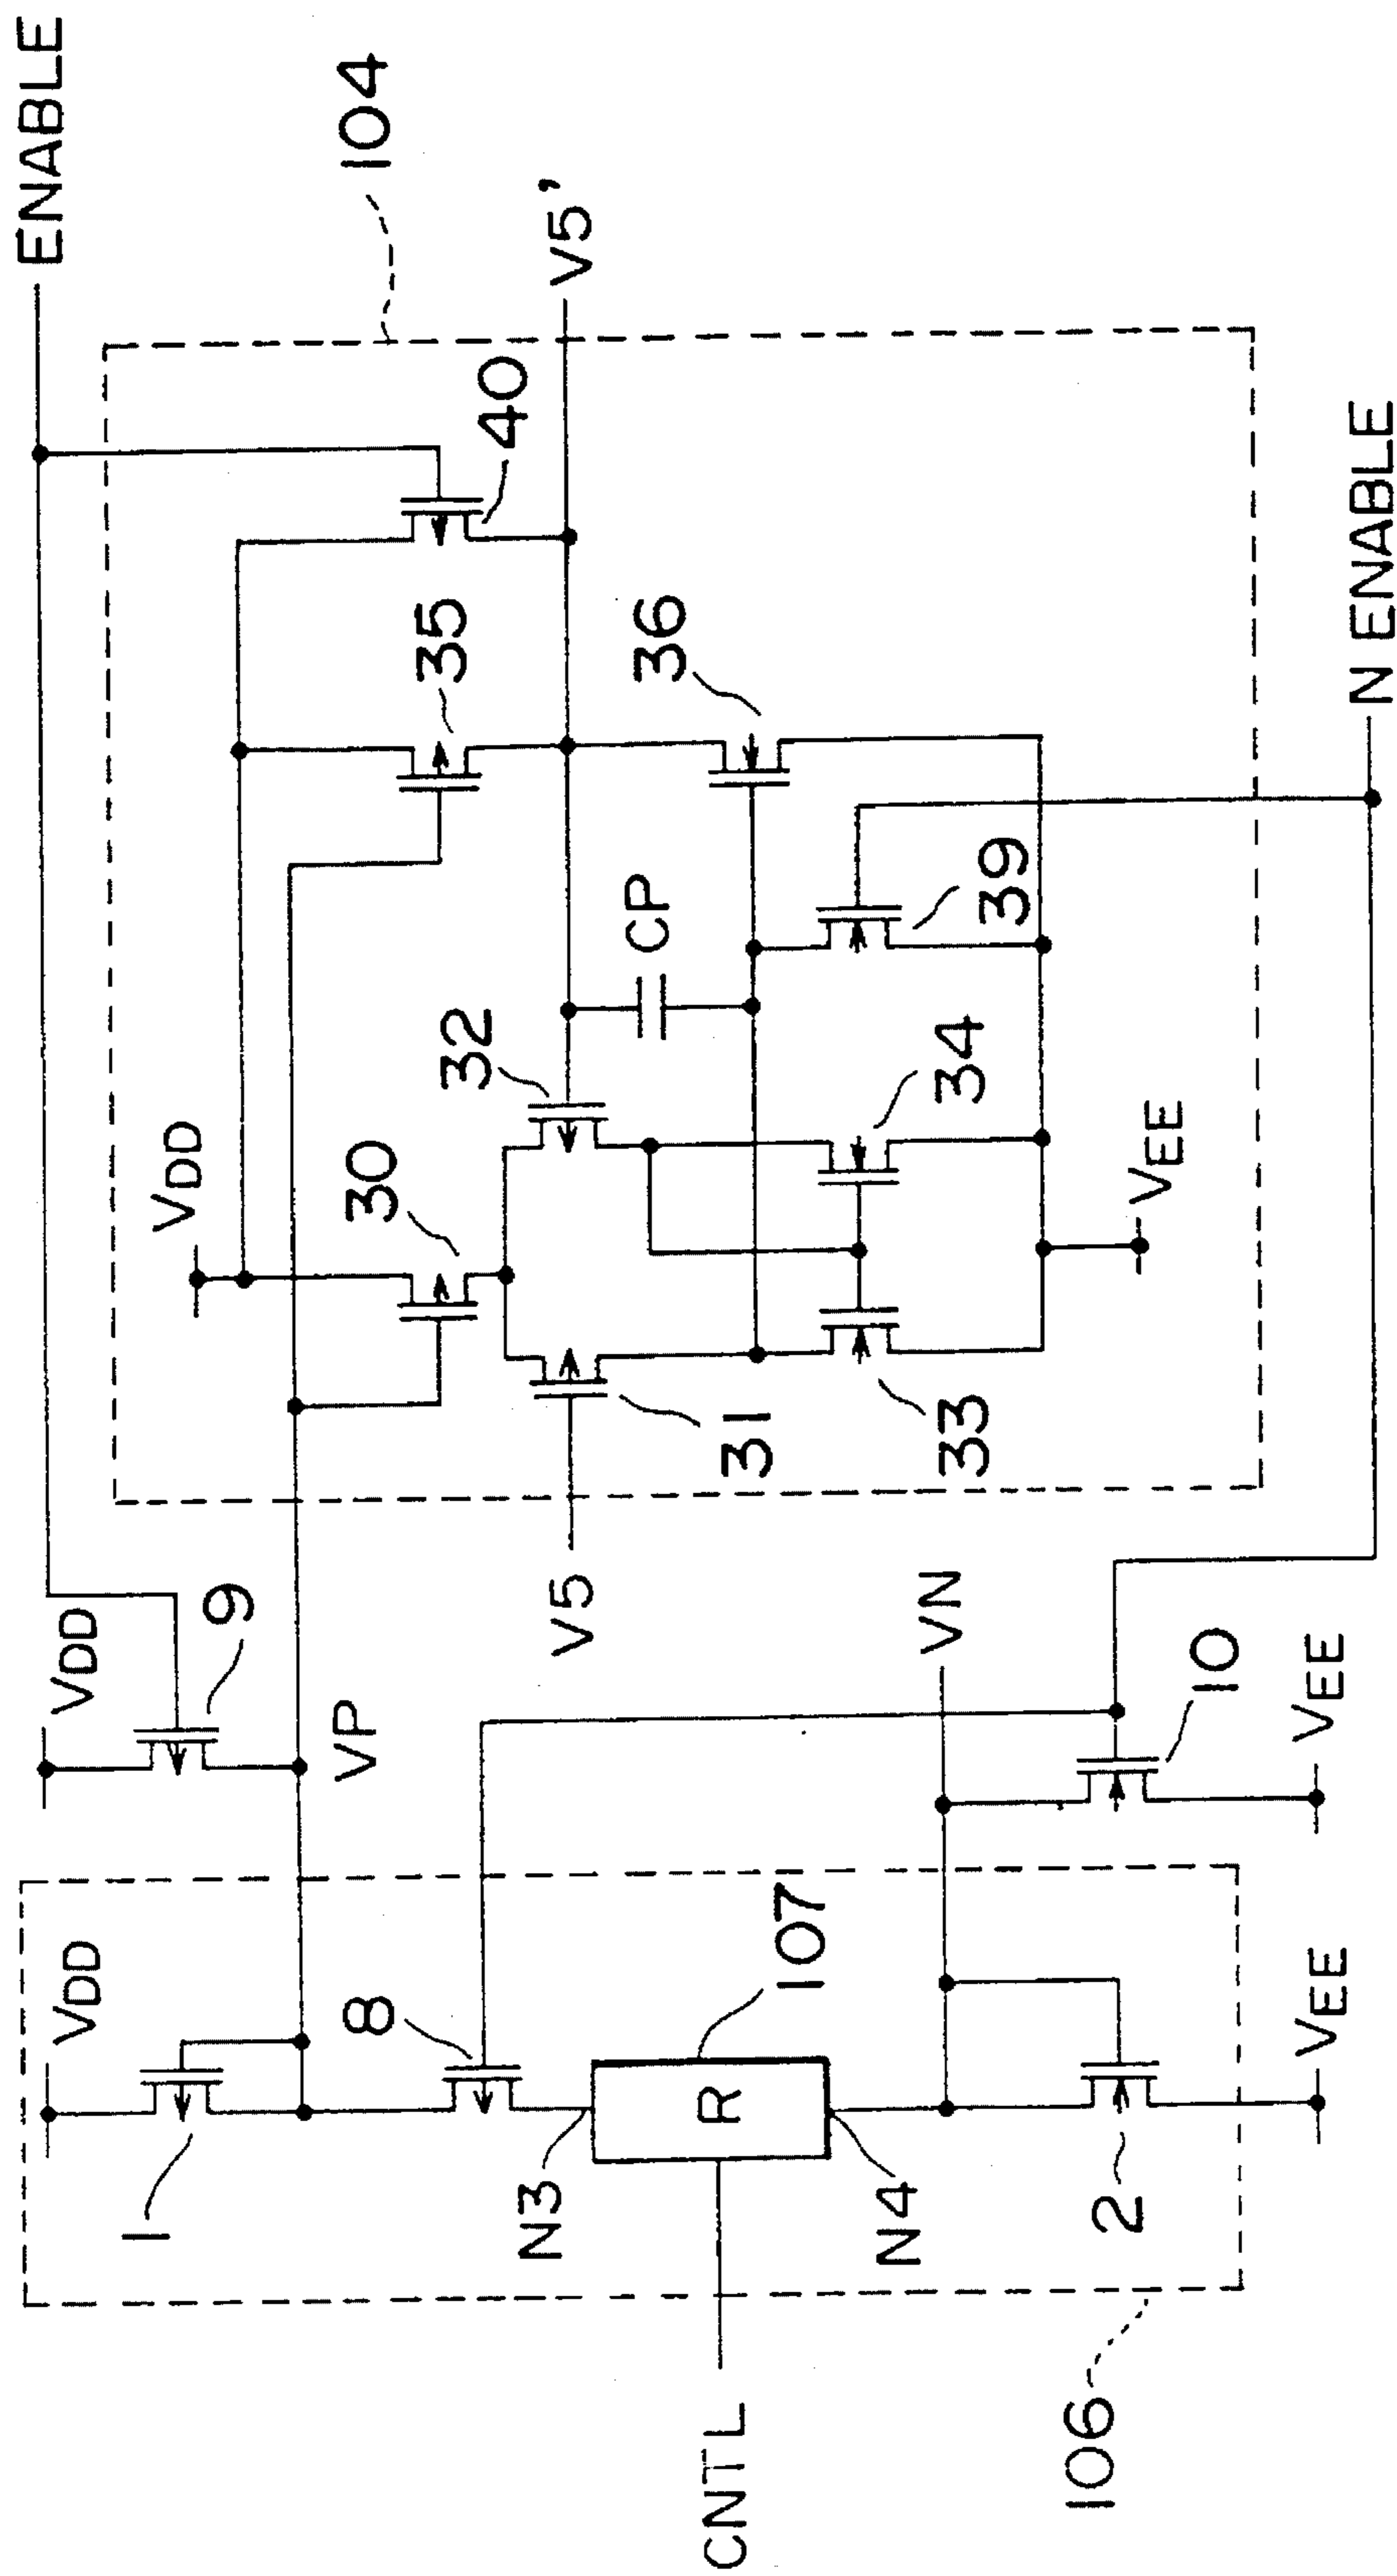 ENABLE
104
VDD
VDD
VDD
9
40
35
30
VP
1
8
32
V5'
V5
CP
31
36
N3
107
R
CNTL
N4
VN
34
39
33
10
2
VEE
VEE
VEE
N ENABLE
106